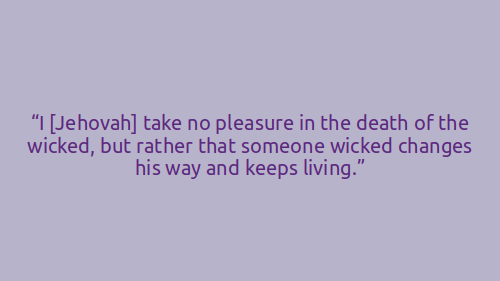 “I [Jehovah] take no pleasure in the death of the
wicked, but rather that someone wicked changes
his way and keeps living.”